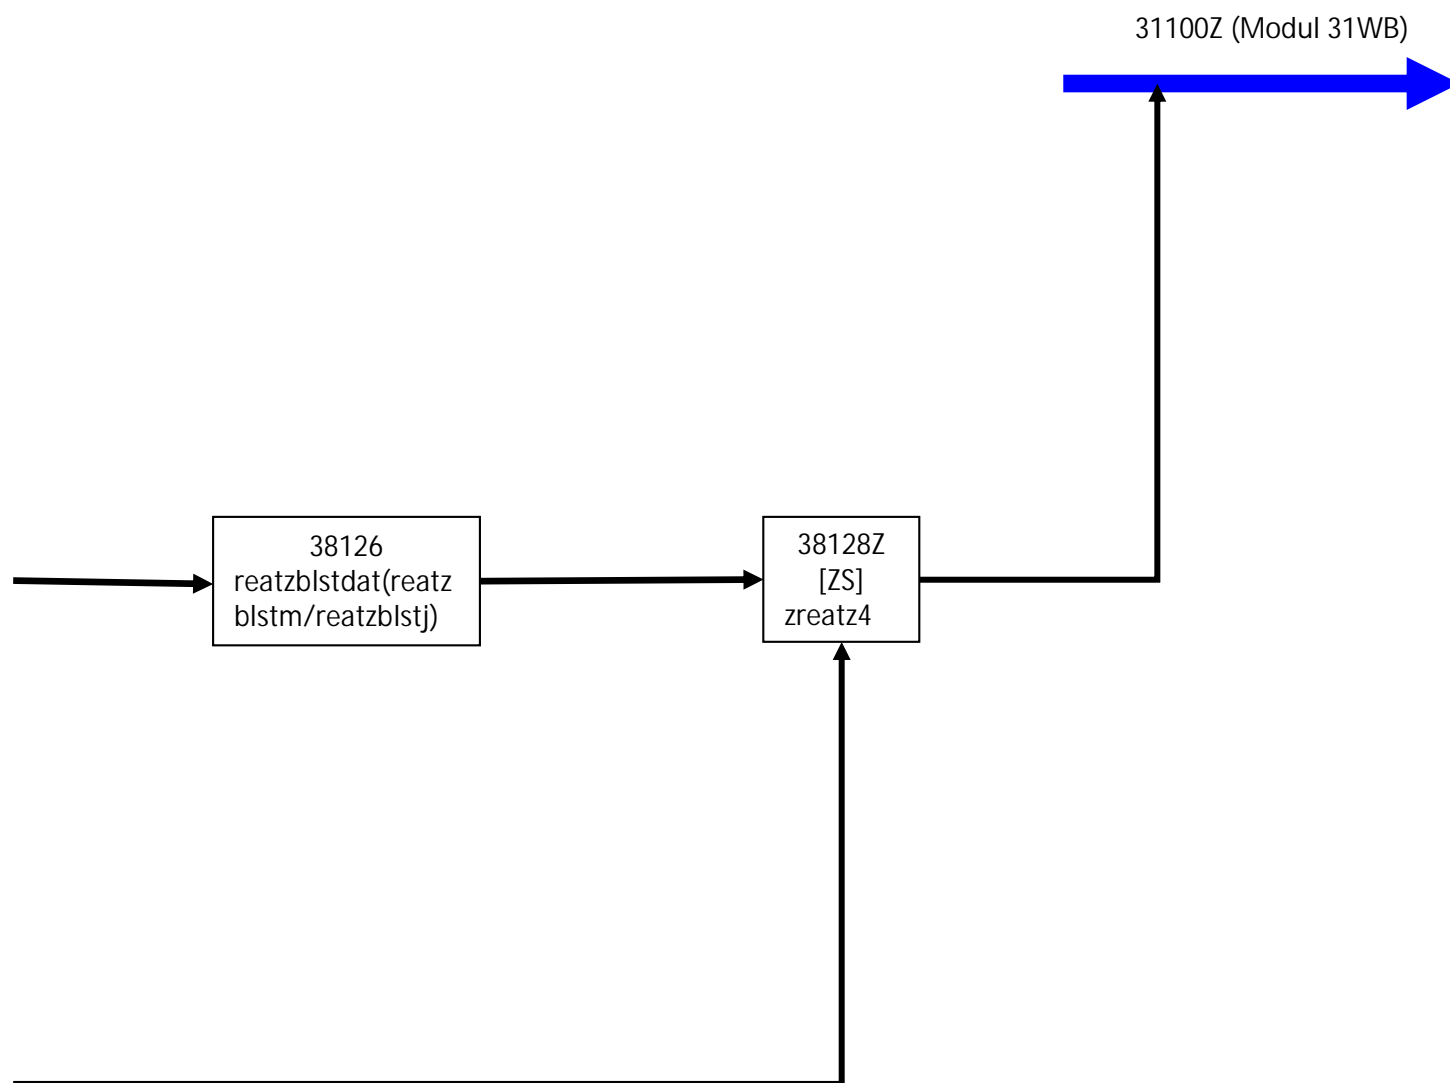 31100Z (Modul 31WB)
38126
reatzblstdat(reatz
blstm/reatzblstj)
38128Z
[ZS]
zreatz4